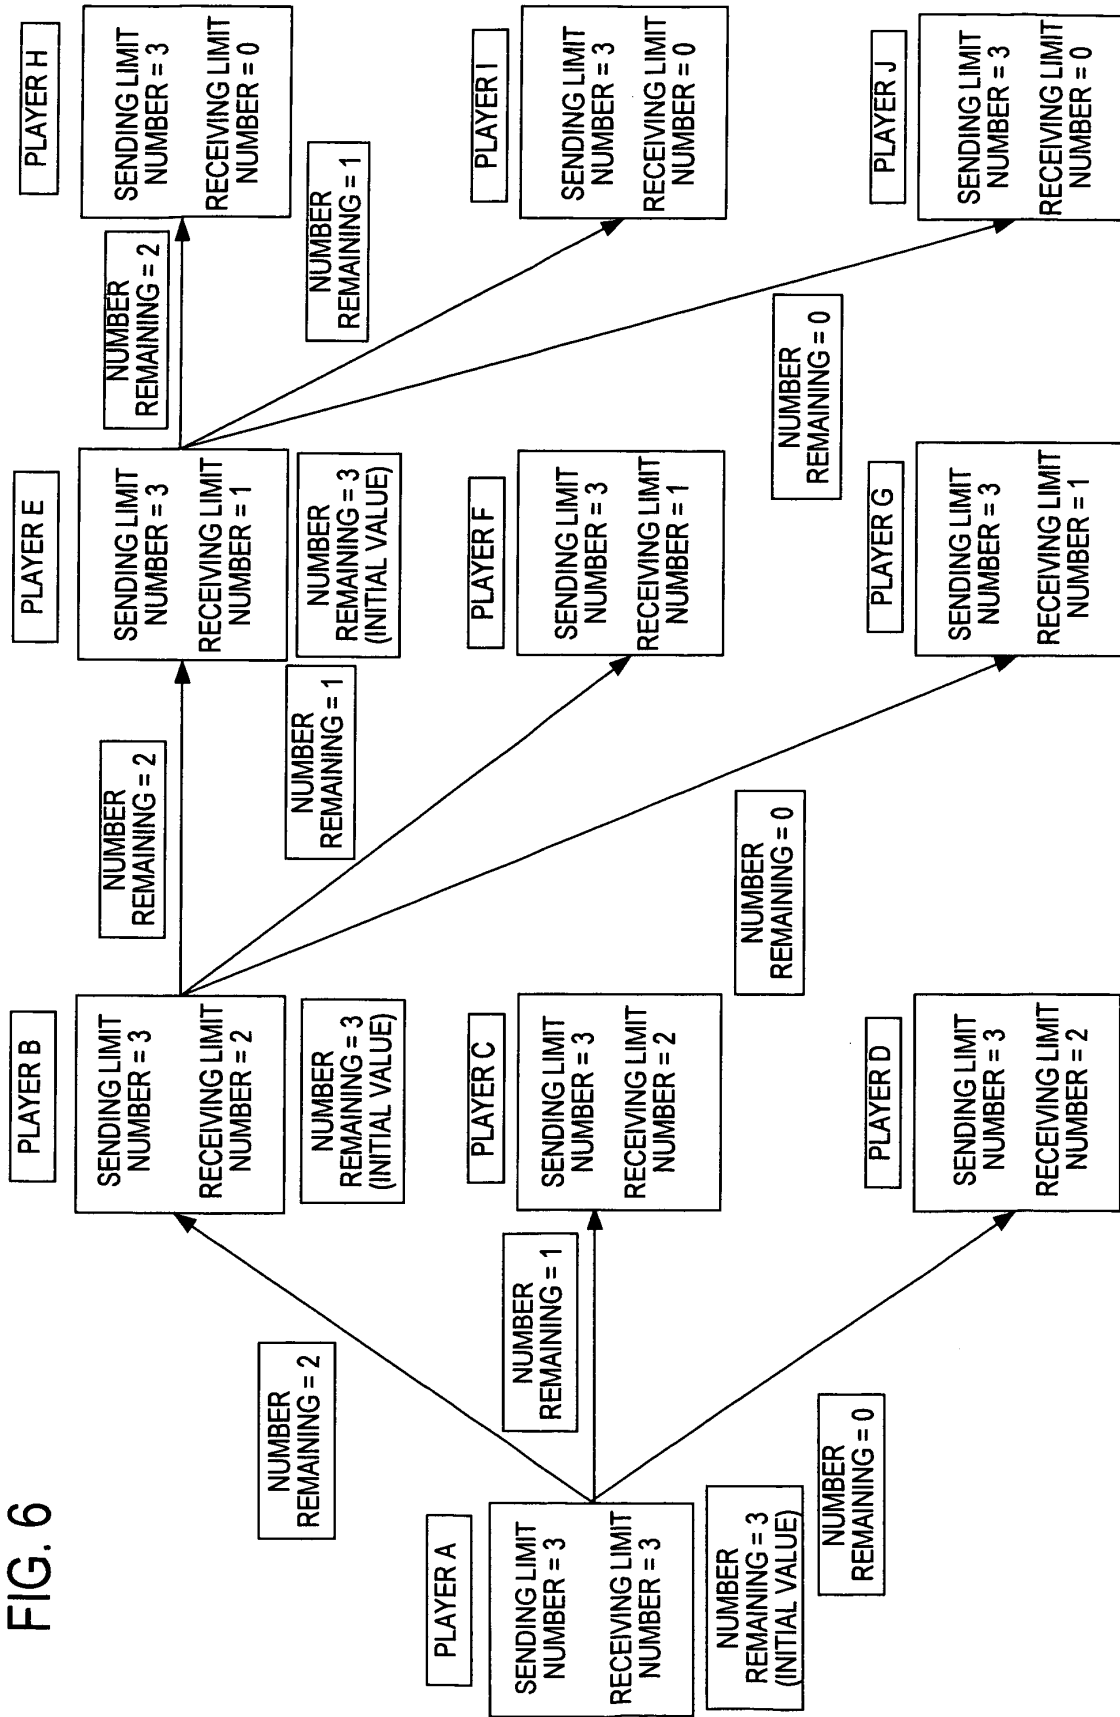 FIG. 6
PLAYER A
SENDING LIMIT
NUMBER = 3
RECEIVING LIMIT
NUMBER = 3
NUMBER
REMAINING = 3
(INITIAL VALUE)
NUMBER
REMAINING = 2
NUMBER
REMAINING = 1
NUMBER
REMAINING = 0
PLAYER B
SENDING LIMIT
NUMBER = 3
RECEIVING LIMIT
NUMBER = 2
NUMBER
REMAINING = 3
(INITIAL VALUE)
PLAYER C
SENDING LIMIT
NUMBER = 3
RECEIVING LIMIT
NUMBER = 2
PLAYER D
SENDING LIMIT
NUMBER = 3
RECEIVING LIMIT
NUMBER = 2
NUMBER
REMAINING = 2
NUMBER
REMAINING = 1
NUMBER
REMAINING = 0
PLAYER E
SENDING LIMIT
NUMBER = 3
RECEIVING LIMIT
NUMBER = 1
NUMBER
REMAINING = 3
(INITIAL VALUE)
PLAYER F
SENDING LIMIT
NUMBER = 3
RECEIVING LIMIT
NUMBER = 1
PLAYER G
SENDING LIMIT
NUMBER = 3
RECEIVING LIMIT
NUMBER = 1
NUMBER
REMAINING = 2
NUMBER
REMAINING = 1
NUMBER
REMAINING = 0
PLAYER H
SENDING LIMIT
NUMBER = 3
RECEIVING LIMIT
NUMBER = 0
PLAYER I
SENDING LIMIT
NUMBER = 3
RECEIVING LIMIT
NUMBER = 0
PLAYER J
SENDING LIMIT
NUMBER = 3
RECEIVING LIMIT
NUMBER = 0